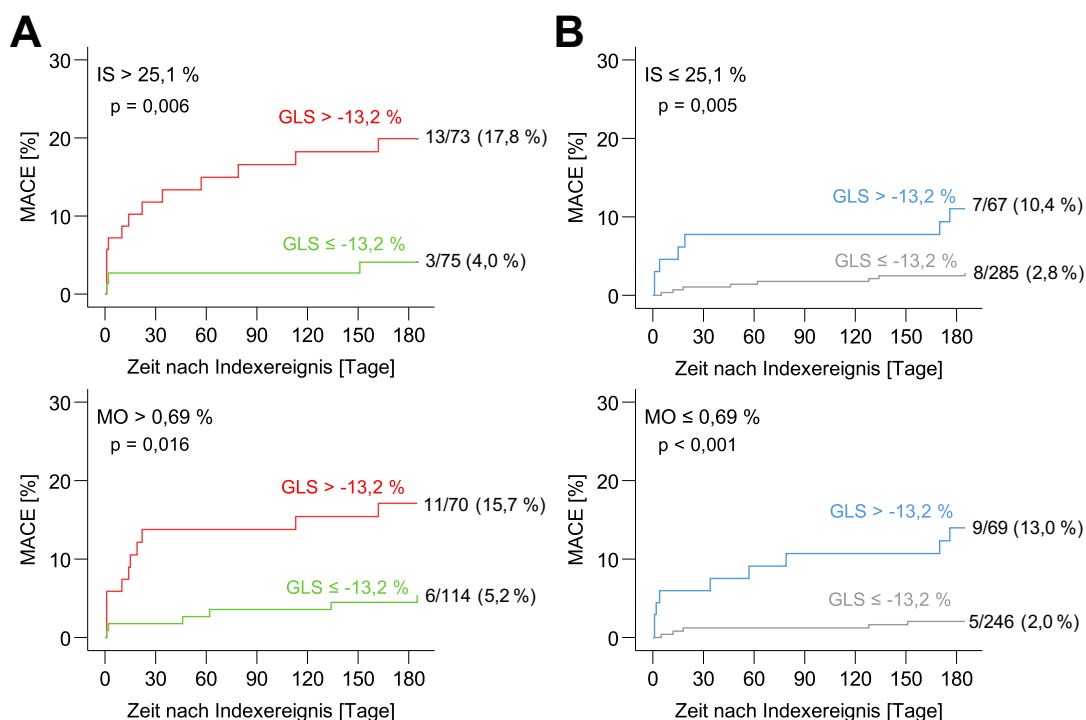 A
30
20
10
0
MACE [%]
IS > 25,1 %
p = 0,006
GLS > -13,2 %
13/73 (17,8 %)
GLS ≤ -13,2 %
3/75 (4,0 %)
0 30 60 90 120 150 180
Zeit nach Indexereignis [Tage]
30
20
10
0
MACE [%]
MO > 0,69 %
p = 0,016
GLS > -13,2 %
11/70 (15,7 %)
GLS ≤ -13,2 %
6/114 (5,2 %)
0 30 60 90 120 150 180
Zeit nach Indexereignis [Tage]
B
30
20
10
0
MACE [%]
IS ≤ 25,1 %
p = 0,005
GLS > -13,2 %
7/67 (10,4 %)
GLS ≤ -13,2 %
8/285 (2,8 %)
0 30 60 90 120 150 180
Zeit nach Indexereignis [Tage]
30
20
10
0
MACE [%]
MO ≤ 0,69 %
p < 0,001
GLS > -13,2 %
9/69 (13,0 %)
GLS ≤ -13,2 %
5/246 (2,0 %)
0 30 60 90 120 150 180
Zeit nach Indexereignis [Tage]